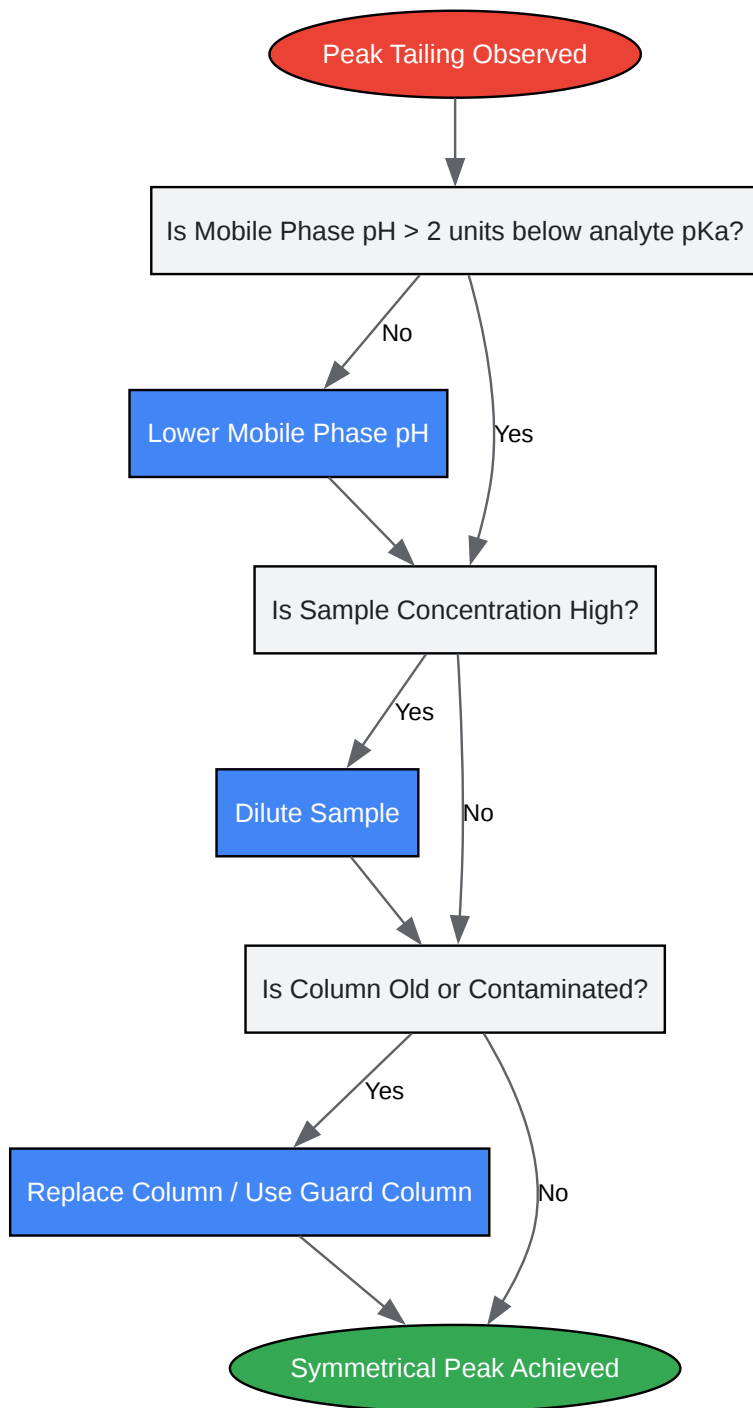 Peak Tailing Observed
Is Mobile Phase pH > 2 units below analyte pKa?
No
Lower Mobile Phase pH
Yes
Is Sample Concentration High?
Yes
Dilute Sample
No
Is Column Old or Contaminated?
Yes
Replace Column / Use Guard Column
No
Symmetrical Peak Achieved